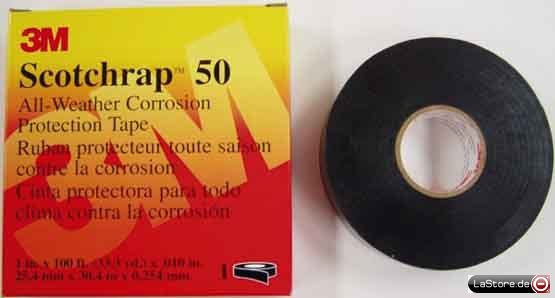 3M
Scotchrap™ 50
All-Weather Corrosion
Protection Tape
Ruban protecteur toute saison
contre la corrosion
Cinta protectora para todo
clima contra la corrosión
1 in. x 100 ft. (33,3 yd.) x .010 in.
25,4 mm x 30,4 m x 0,254 mm.
3M
LaStore.de